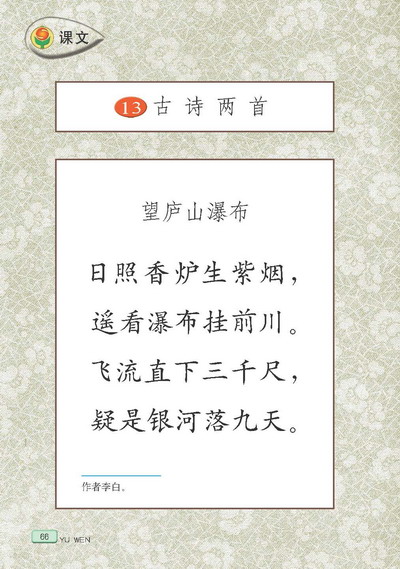 课文
13 古诗两首
望庐山瀑布
日照香炉生紫烟，
遥看瀑布挂前川。
飞流直下三千尺，
疑是银河落九天。
作者李白。
66 YU WEN